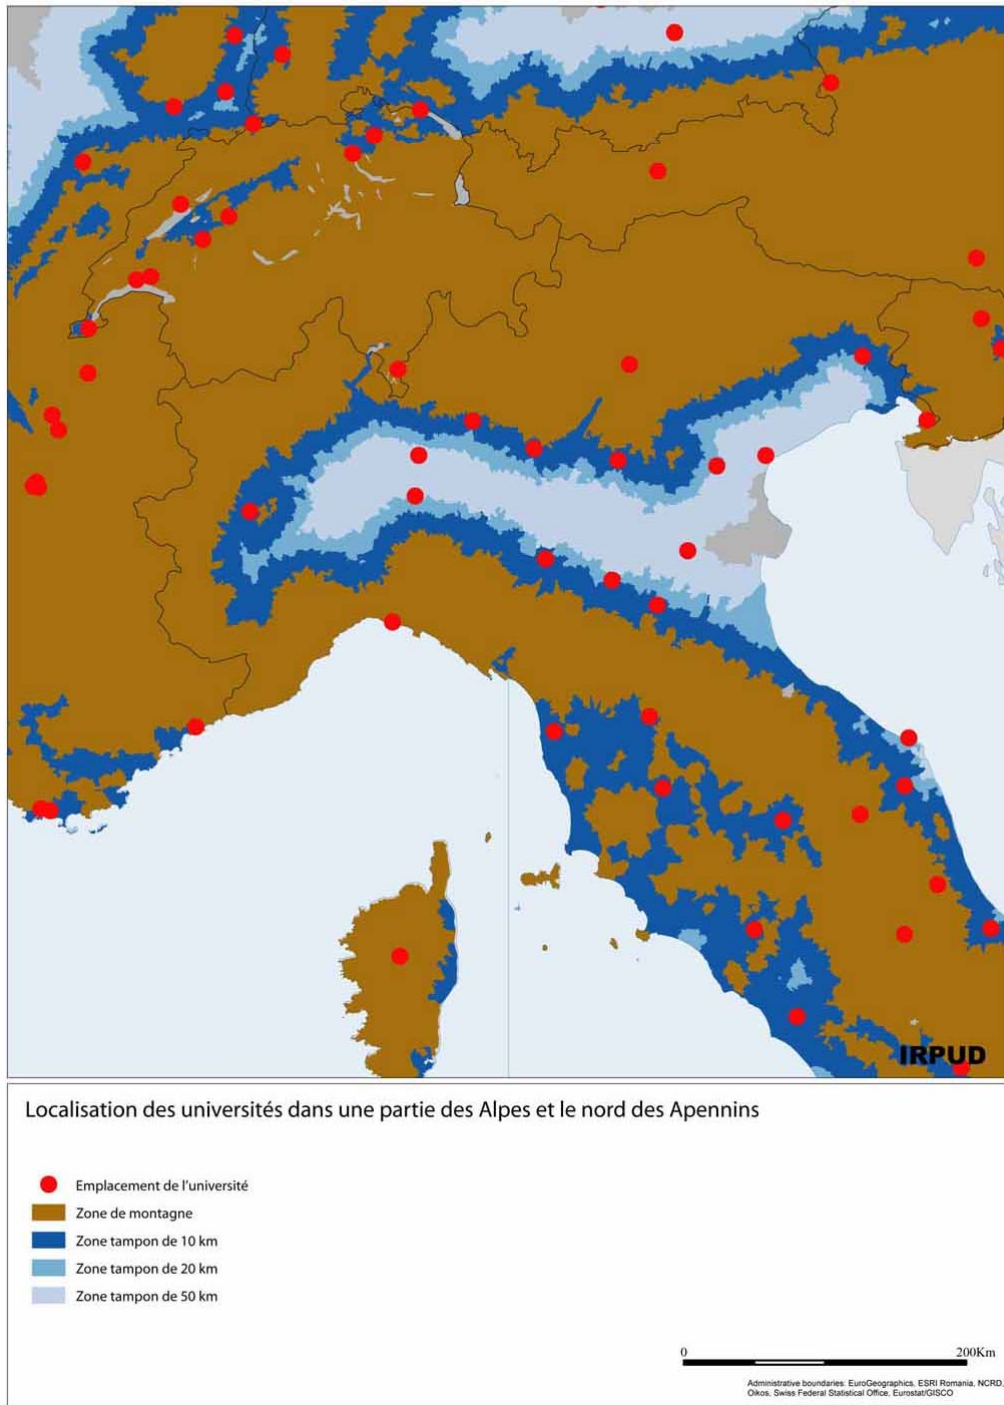 IRPUD
Localisation des universités dans une partie des Alpes et le nord des Apennins
Emplacement de l'université
Zone de montagne
Zone tampon de 10 km
Zone tampon de 20 km
Zone tampon de 50 km
0 200Km
Administrative boundaries: EuroGeographics, ESRI Romania, NCRD,
Oikos, Swiss Federal Statistical Office, Eurostat/GISCO